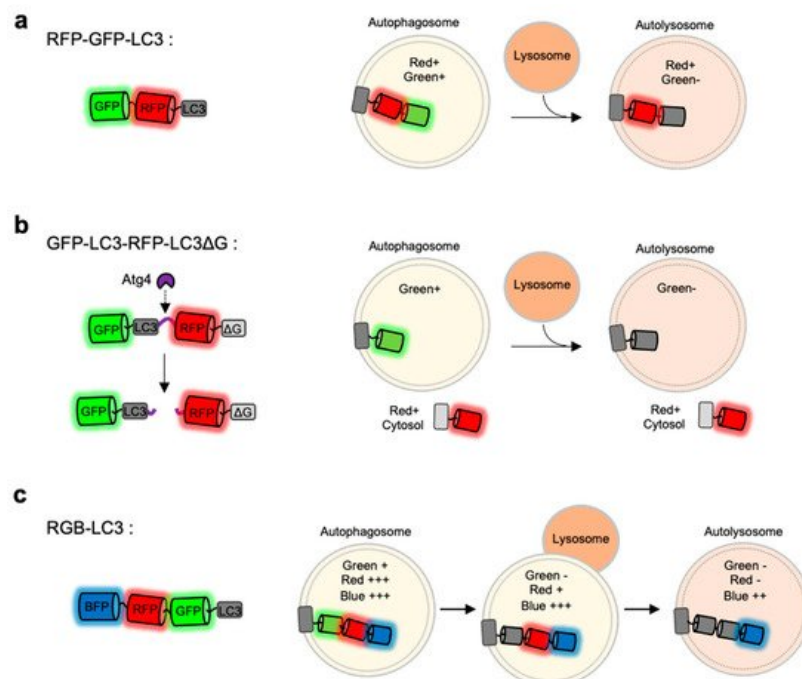 a
RFP-GFP-LC3 :
GFP RFP LC3
Autophagosome
Red+
Green+
Lysosome
Autolysosome
Red+
Green-
b
GFP-LC3-RFP-LC3ΔG :
Atg4
GFP LC3 RFP ΔG
GFP LC3 RFP ΔG
Autophagosome
Green+
Lysosome
Autolysosome
Green-
Red+
Cytosol
Red+
Cytosol
c
RGB-LC3 :
BFP RFP GFP LC3
Autophagosome
Green +
Red +++
Blue +++
Lysosome
Green -
Red +
Blue +++
Autolysosome
Green -
Red -
Blue ++